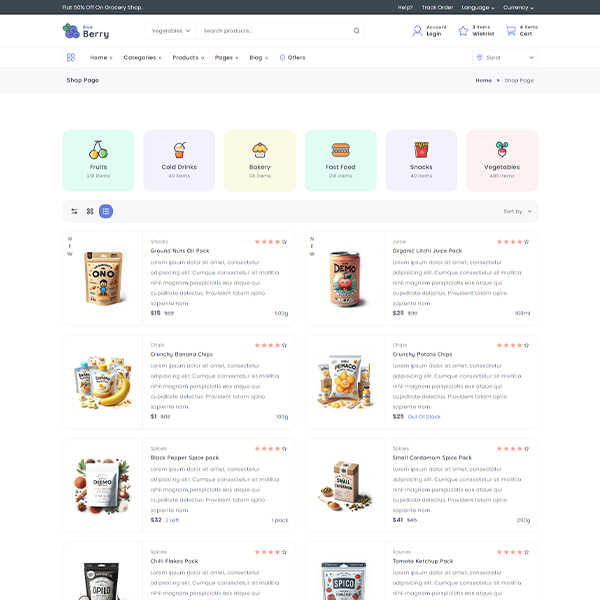 Flat 50% Off On Grocery Shop.
Help?
Track Order
Language
Currency
Blue
Berry
Vegetables
Search products...
Account
Login
3 items
Wishlist
4 items
Cart
Home
Categories
Products
Pages
Blog
Offers
Surat
Shop Page
Home » Shop Page
Fruits
Cold Drinks
49 items
Bakery
Fast Food
Snacks
49 items
Vegetables
485 items
Sort by
NEW
Snacks
Ground Nuts Oil Pack
Lorem ipsum dolor sit amet, consectetur
adipisicing elit. Cumque consectetur sit mollitia
nihil magnam perspiciatis eos atque qui
cupiditate delectus. Provident totam optio
sapiente nam.
$15 $22
500g
ONO
NEW
Juice
Organic Litchi Juice Pack
Lorem ipsum dolor sit amet, consectetur
adipisicing elit. Cumque consectetur sit mollitia
nihil magnam perspiciatis eos atque qui
cupiditate delectus. Provident totam optio
sapiente nam.
$25 $30
100ml
DEMO
Chips
Crunchy Banana Chips
Lorem ipsum dolor sit amet, consectetur
adipisicing elit. Cumque consectetur sit mollitia
nihil magnam perspiciatis eos atque qui
cupiditate delectus. Provident totam optio
sapiente nam.
$1
100g
Chips
Crunchy Potato Chips
Lorem ipsum dolor sit amet, consectetur
adipisicing elit. Cumque consectetur sit mollitia
nihil magnam perspiciatis eos atque qui
cupiditate delectus. Provident totam optio
sapiente nam.
$25 Out Of Stock
PEMACO
Spices
Black Pepper Spice pack
Lorem ipsum dolor sit amet, consectetur
adipisicing elit. Cumque consectetur sit mollitia
nihil magnam perspiciatis eos atque qui
cupiditate delectus. Provident totam optio
sapiente nam.
$32 2 Left
1 pack
DIEMO
Spices
Small Cardamom Spice Pack
Lorem ipsum dolor sit amet, consectetur
adipisicing elit. Cumque consectetur sit mollitia
nihil magnam perspiciatis eos atque qui
cupiditate delectus. Provident totam optio
sapiente nam.
$41 $45
200g
SMALL
Spices
Chilli Flakes Pack
Lorem ipsum dolor sit amet, consectetur
adipisicing elit. Cumque consectetur sit mollitia
nihil magnam perspiciatis eos atque qui
OPILO
Sauces
Tomato Ketchup Pack
Lorem ipsum dolor sit amet, consectetur
adipisicing elit. Cumque consectetur sit mollitia
nihil magnam perspiciatis eos atque qui
SPICO